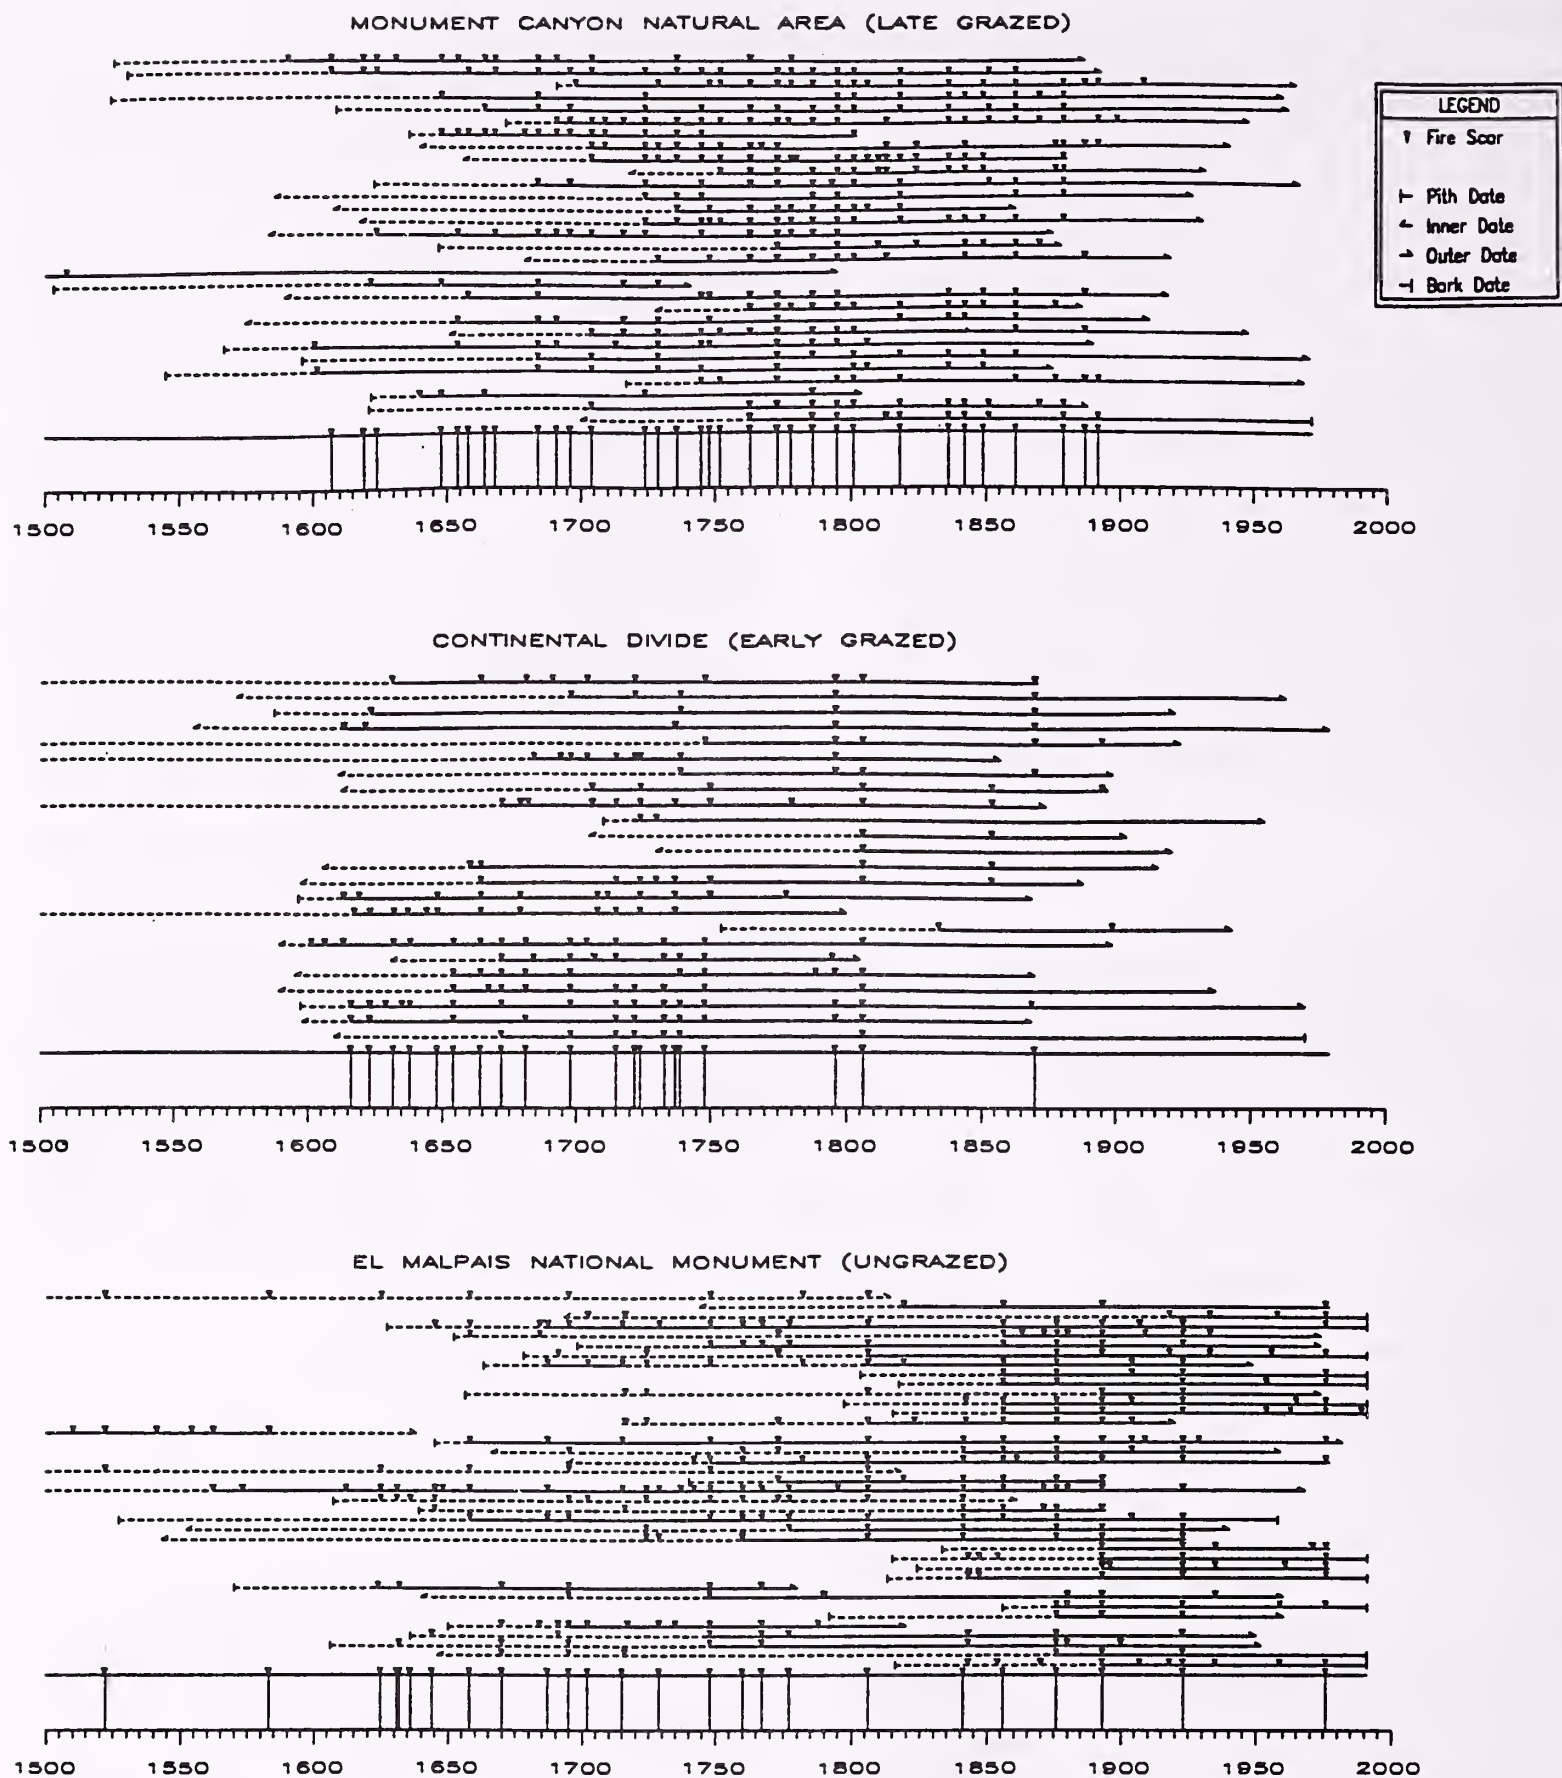 MONUMENT CANYON NATURAL AREA (LATE GRAZED)
LEGEND
Fire Scar
Pith Date
Inner Date
Outer Date
Bark Date
1500 1550 1600 1650 1700 1750 1800 1850 1900 1950 2000
CONTINENTAL DIVIDE (EARLY GRAZED)
1500 1550 1600 1650 1700 1750 1800 1850 1900 1950 2000
EL MALPAIS NATIONAL MONUMENT (UNGRAZED)
1500 1550 1600 1650 1700 1750 1800 1850 1900 1950 2000